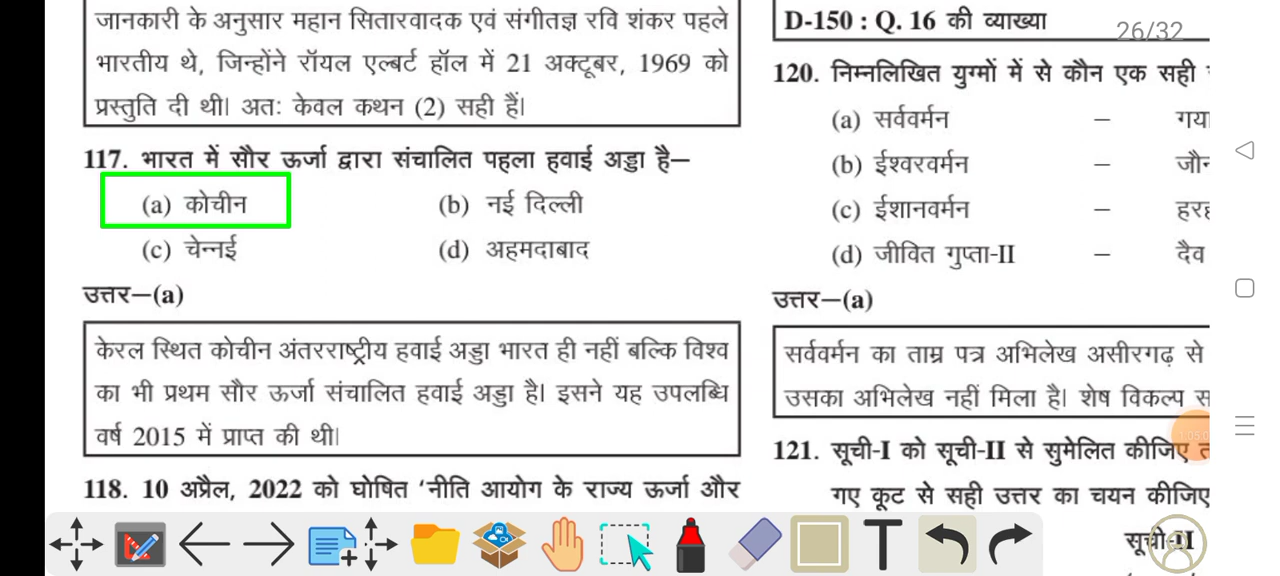 जानकारी के अनुसार महान सितारवादक एवं संगीतज्ञ रवि शंकर पहले
भारतीय थे, जिन्होंने रॉयल एल्बर्ट हॉल में 21 अक्टूबर, 1969 को
प्रस्तुति दी थी। अतः केवल कथन (2) सही हैं।
117. भारत में सौर ऊर्जा द्वारा संचालित पहला हवाई अड्डा है—
(a) कोचीन (b) नई दिल्ली
(c) चेन्नई (d) अहमदाबाद
उत्तर—(a)
केरल स्थित कोचीन अंतरराष्ट्रीय हवाई अड्डा भारत ही नहीं बल्कि विश्व
का भी प्रथम सौर ऊर्जा संचालित हवाई अड्डा है। इसने यह उपलब्धि
वर्ष 2015 में प्राप्त की थी।
118. 10 अप्रैल, 2022 को घोषित ‘नीति आयोग के राज्य ऊर्जा और
D-150 : Q. 16 की व्याख्या
26/32
120. निम्नलिखित युग्मों में से कौन एक सही
(a) सर्ववर्मन –
(b) ईश्वरवर्मन –
(c) ईशानवर्मन –
(d) जीवित गुप्ता-II –
उत्तर—(a)
सर्ववर्मन का ताम्र पत्र अभिलेख असीरगढ़ से
उसका अभिलेख नहीं मिला है। शेष विकल्प
121. सूची-I को सूची-II से सुमेलित कीजिए
गए कूट से सही उत्तर का चयन कीजिए
सूची-II
T